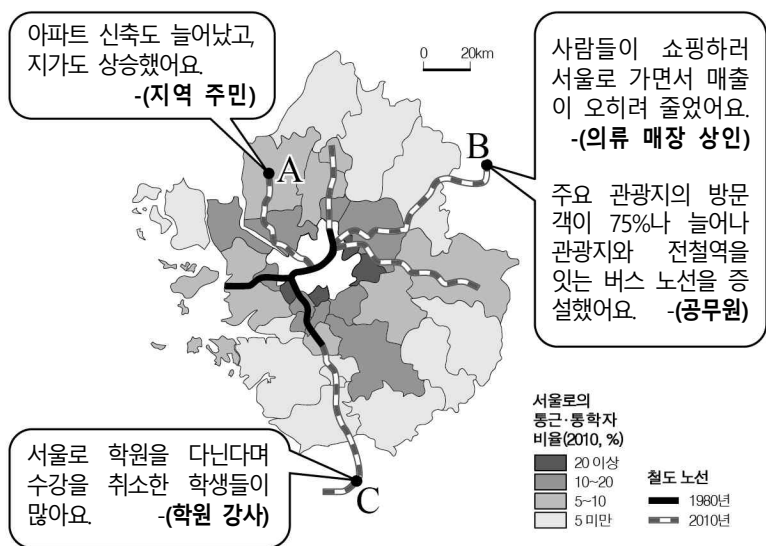 아파트 신축도 늘어났고,
지가도 상승했어요.
-(지역 주민)
0 20km
사람들이 쇼핑하러
서울로 가면서 매출
이 오히려 줄었어요.
-(의류 매장 상인)
주요 관광지의 방문
객이 75%나 늘어나
관광지와 전철역을
잇는 버스 노선을 증
설했어요. -(공무원)
A
B
서울로 학원을 다닌다며
수강을 취소한 학생들이
많아요. -(학원 강사)
C
서울로의
통근·통학자
비율(2010, %)
20 이상
10~20
5~10
5 미만
철도 노선
1980년
2010년